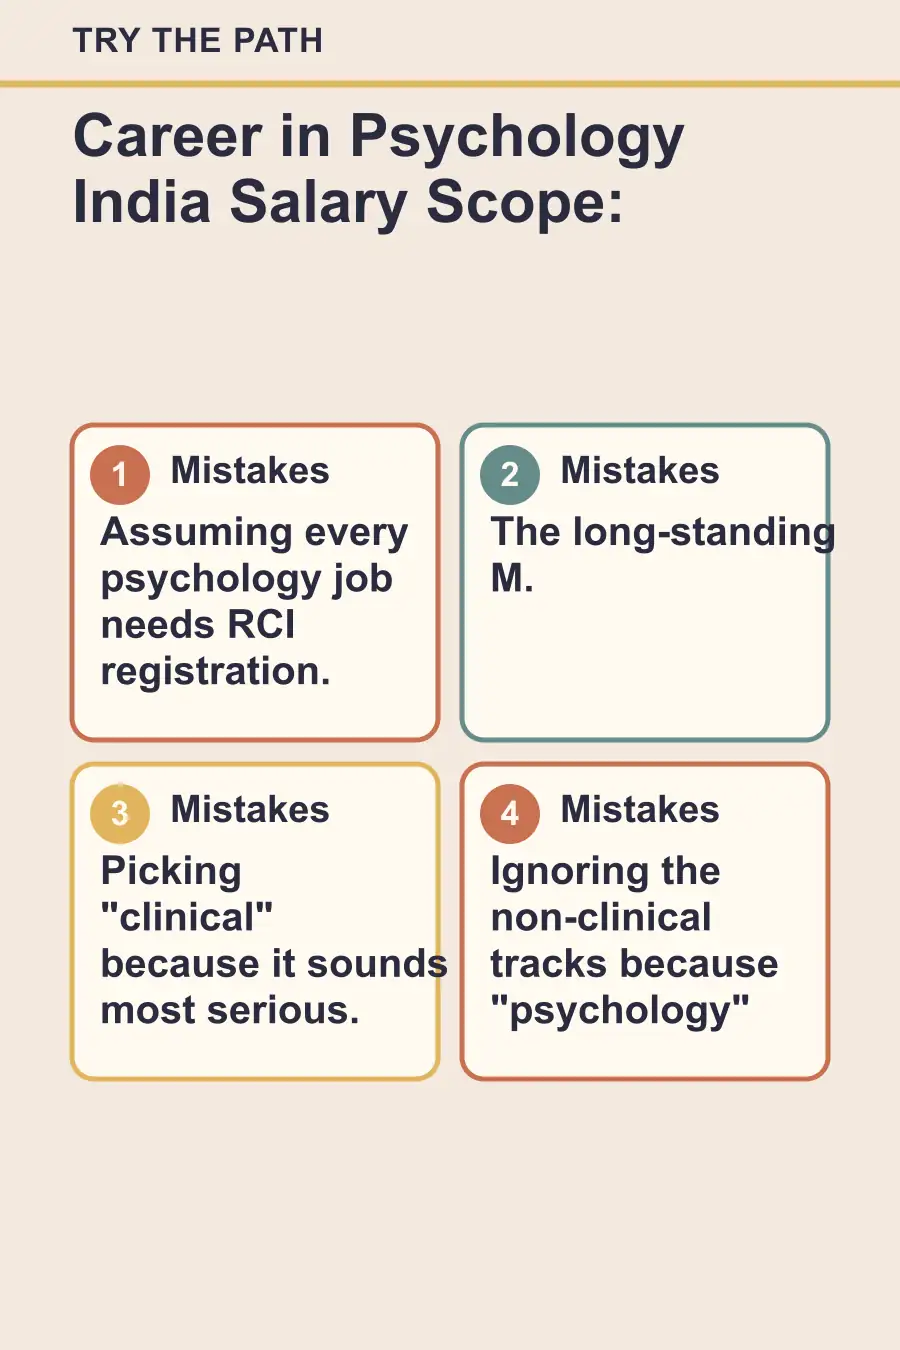 TRY THE PATH
Career in Psychology
India Salary Scope:
1 Mistakes
Assuming every
psychology job
needs RCI
registration.
2 Mistakes
The long-standing
M.
3 Mistakes
Picking
"clinical"
because it sounds
most serious.
4 Mistakes
Ignoring the
non-clinical
tracks because
"psychology"